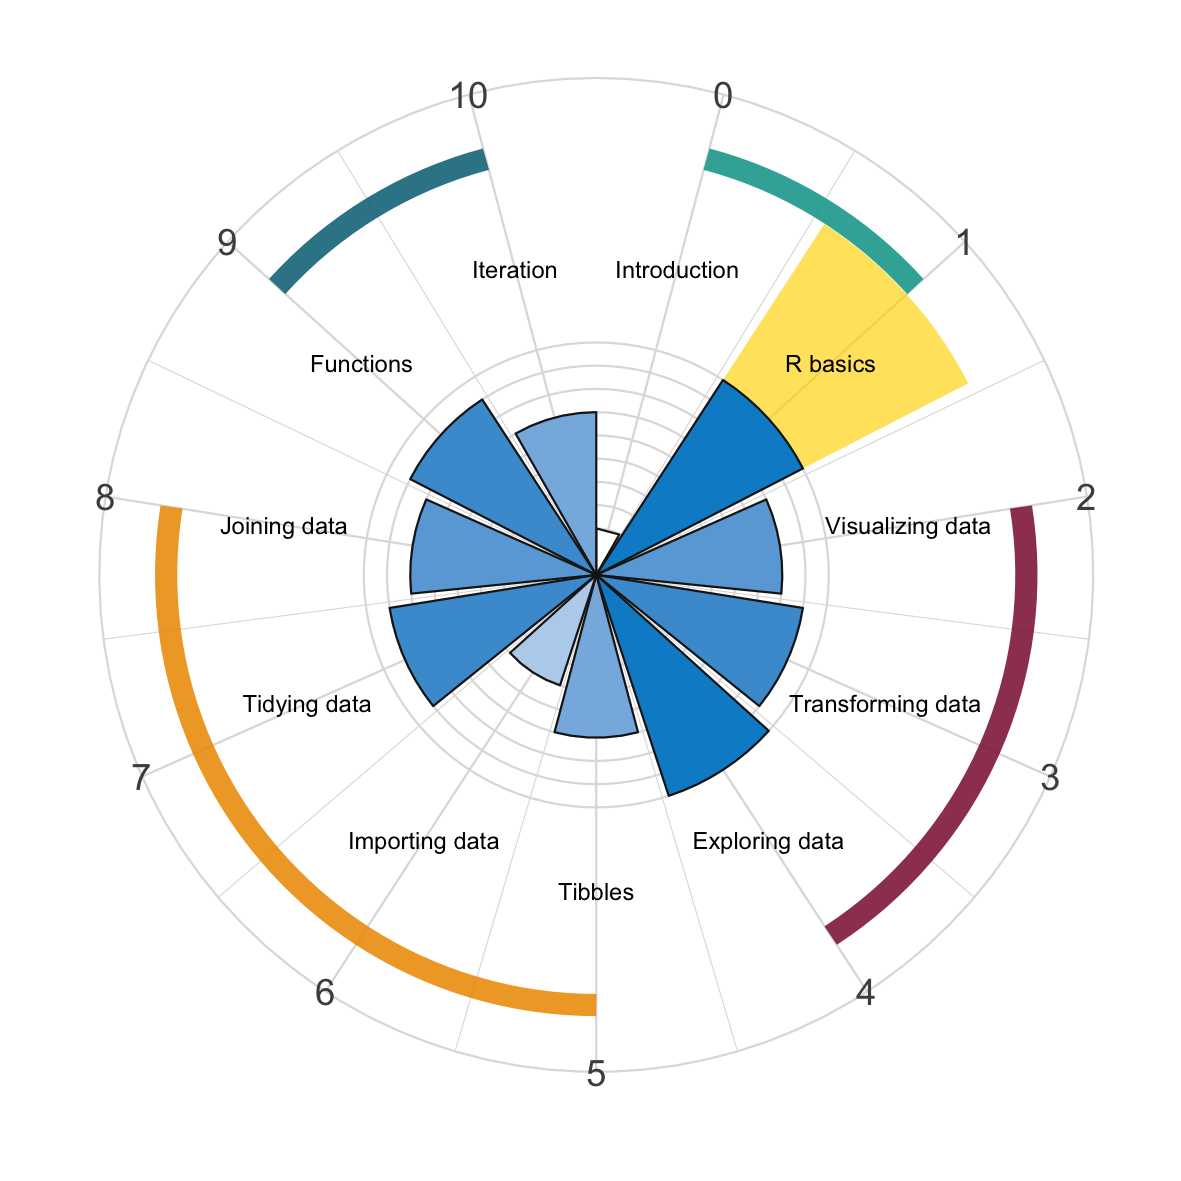 10
0
9
1
Iteration
Introduction
Functions
R basics
8
2
Joining data
Visualizing data
Tidying data
Transforming data
7
3
Importing data
Exploring data
Tibbles
6
4
5